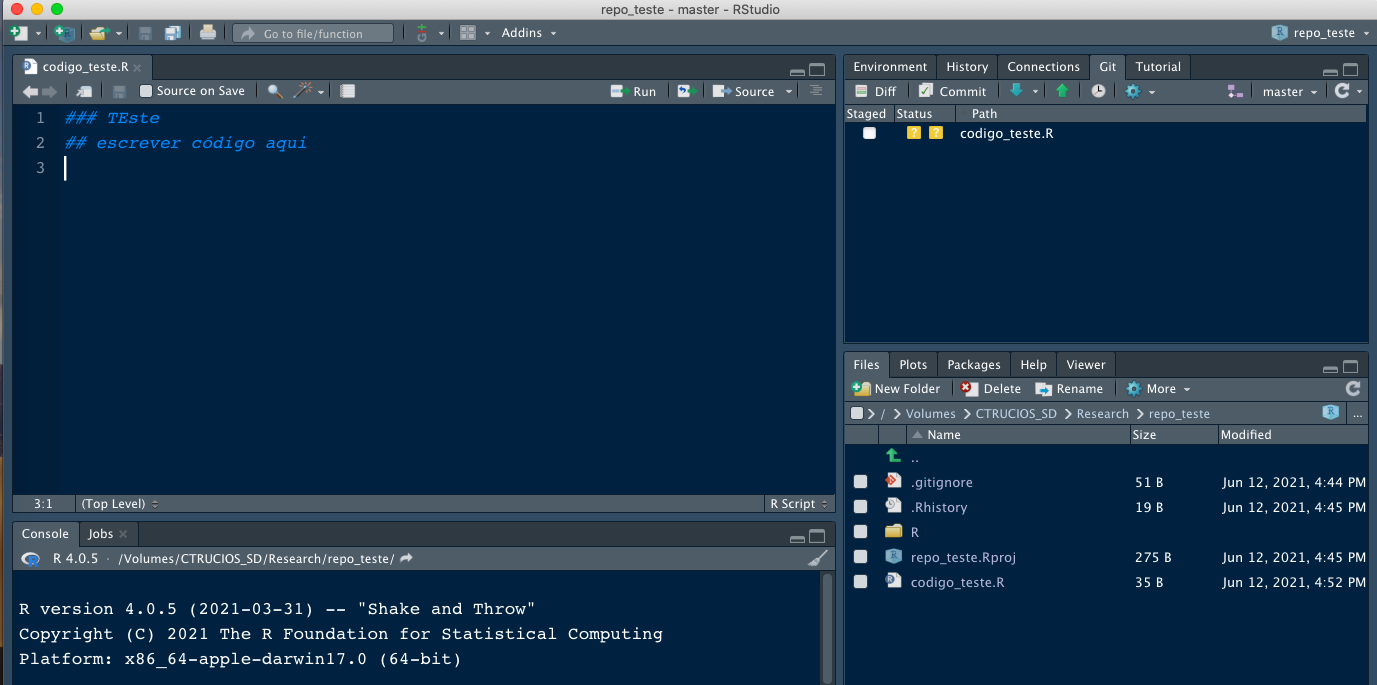 repo_teste - master - RStudio
Go to file/function Addins repo_teste
codigo_teste.R
Source on Save Run Source
1 ### TEste
2 ## escrever código aqui
3
3:1 (Top Level) R Script
Console Jobs
R 4.0.5 · /Volumes/CTRUCIOS_SD/Research/repo_teste/
R version 4.0.5 (2021-03-31) -- "Shake and Throw"
Copyright (C) 2021 The R Foundation for Statistical Computing
Platform: x86_64-apple-darwin17.0 (64-bit)
Environment History Connections Git Tutorial
Diff Commit master
Staged Status Path
? ? codigo_teste.R
Files Plots Packages Help Viewer
New Folder Delete Rename More
/ Volumes CTRUCIOS_SD Research repo_teste ...
Name Size Modified
..
.gitignore 51 B Jun 12, 2021, 4:44 PM
.Rhistory 19 B Jun 12, 2021, 4:45 PM
R
repo_teste.Rproj 275 B Jun 12, 2021, 4:45 PM
codigo_teste.R 35 B Jun 12, 2021, 4:52 PM